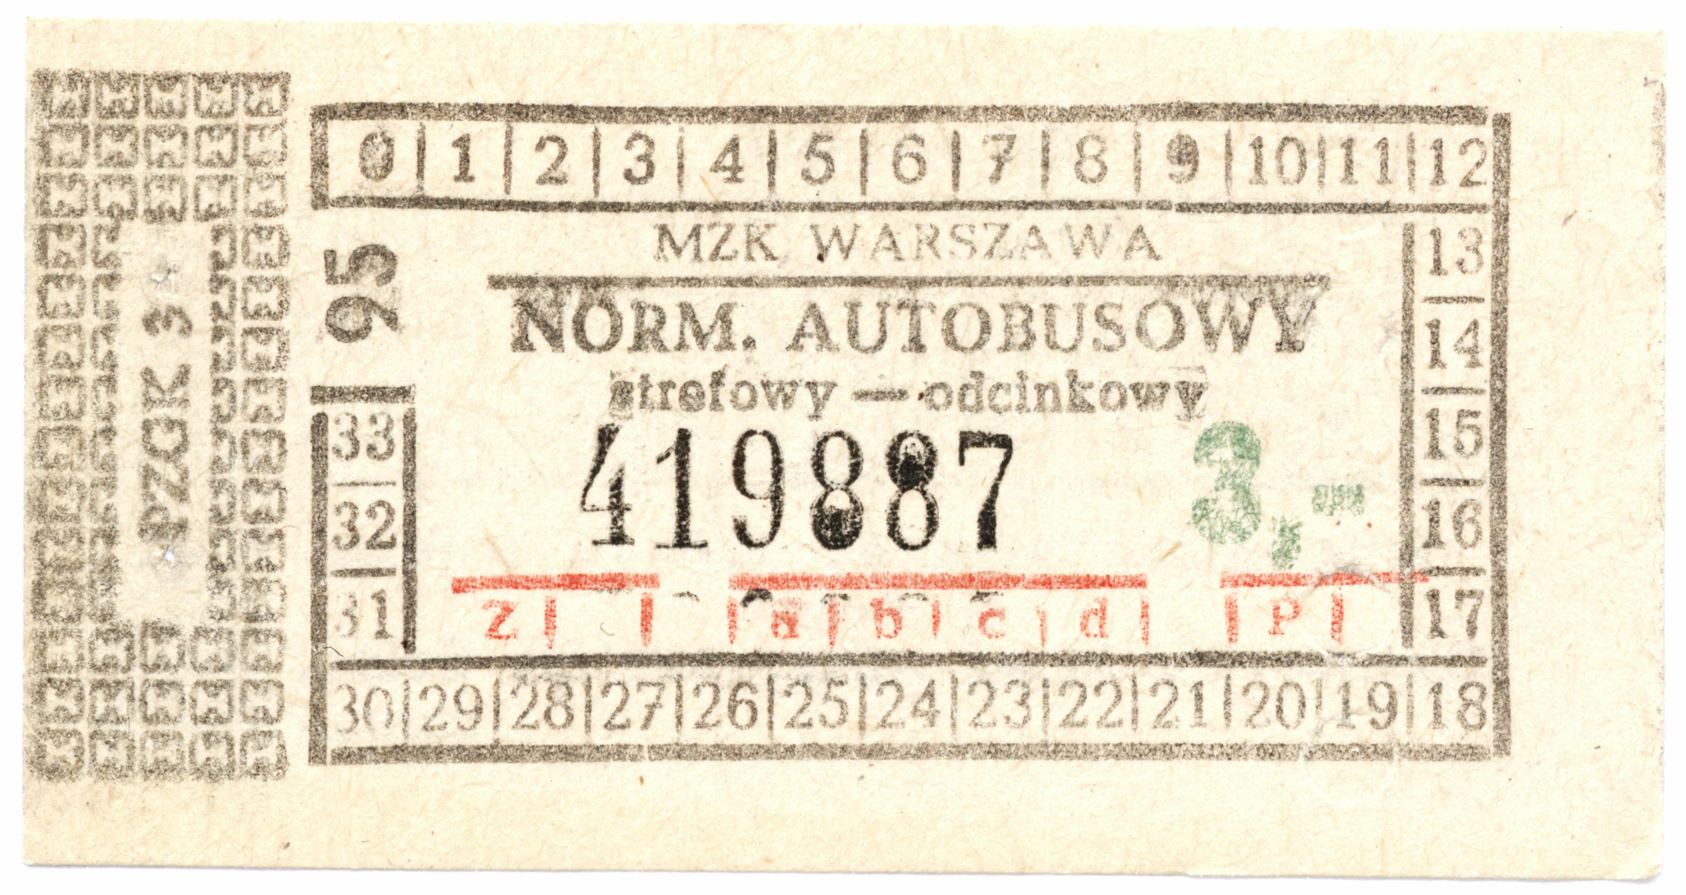 PZGK 3
0 1 2 3 4 5 6 7 8 9 10 11 12
95
MZK WARSZAWA
NORM. AUTOBUSOWY
strefowy — odcinkowy
419887
3,-
z a b c d P
13
14
15
16
17
33
32
31
30 29 28 27 26 25 24 23 22 21 20 19 18